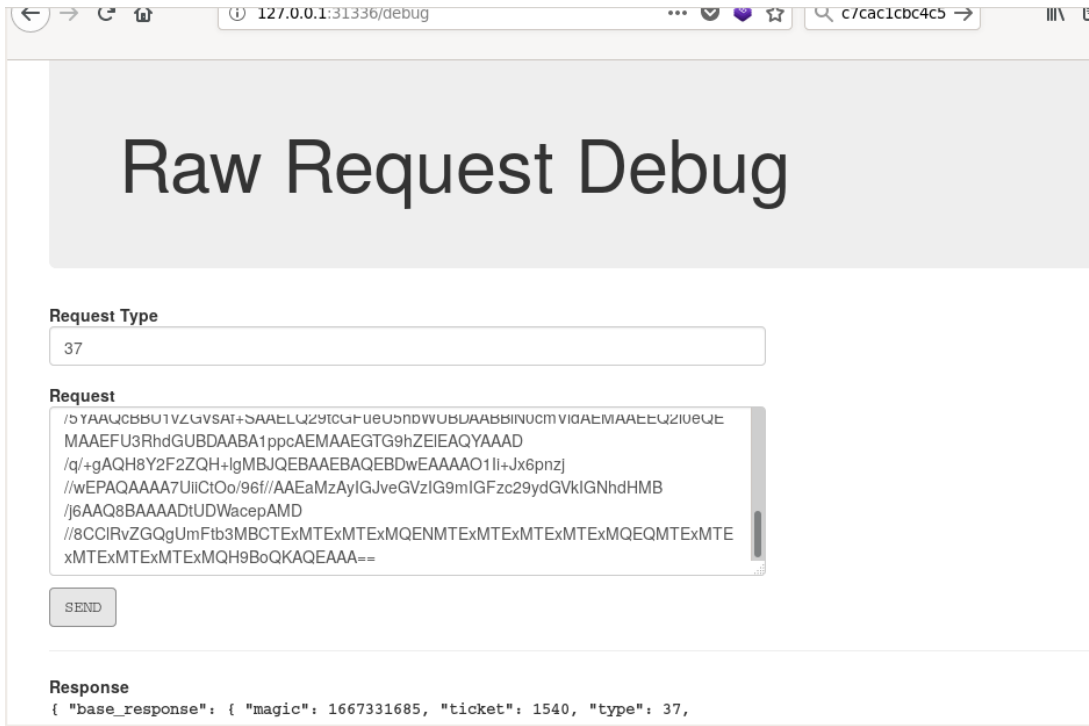 127.0.0.1:31336/debug
c7cac1cbc4c5
Raw Request Debug
Request Type
37
Request
MAAEFU3RhdGUBDAABA1ppcAEMAAEGTG9hZElEAQYAAAD
/q/+gAQH8Y2F2ZQH+lgMBJQEBAAEBAQEBDwEAAAAO1Ii+Jx6pnzj
//wEPAQAAAA7UiiCtOo/96f//AAEaMzAyIGJveGVzIG9mIGFzc29ydGVkIGNhdHMB
/j6AAQ8BAAAADtUDWacepAMD
//8CClRvZGQgUmFtb3MBCTExMTExMTExMQENMTExMTExMTExMTExMQEQMTExMTE
xMTExMTExMTExMQH9BoQKAQEAAA==
SEND
Response
{ "base_response": { "magic": 1667331685, "ticket": 1540, "type": 37,